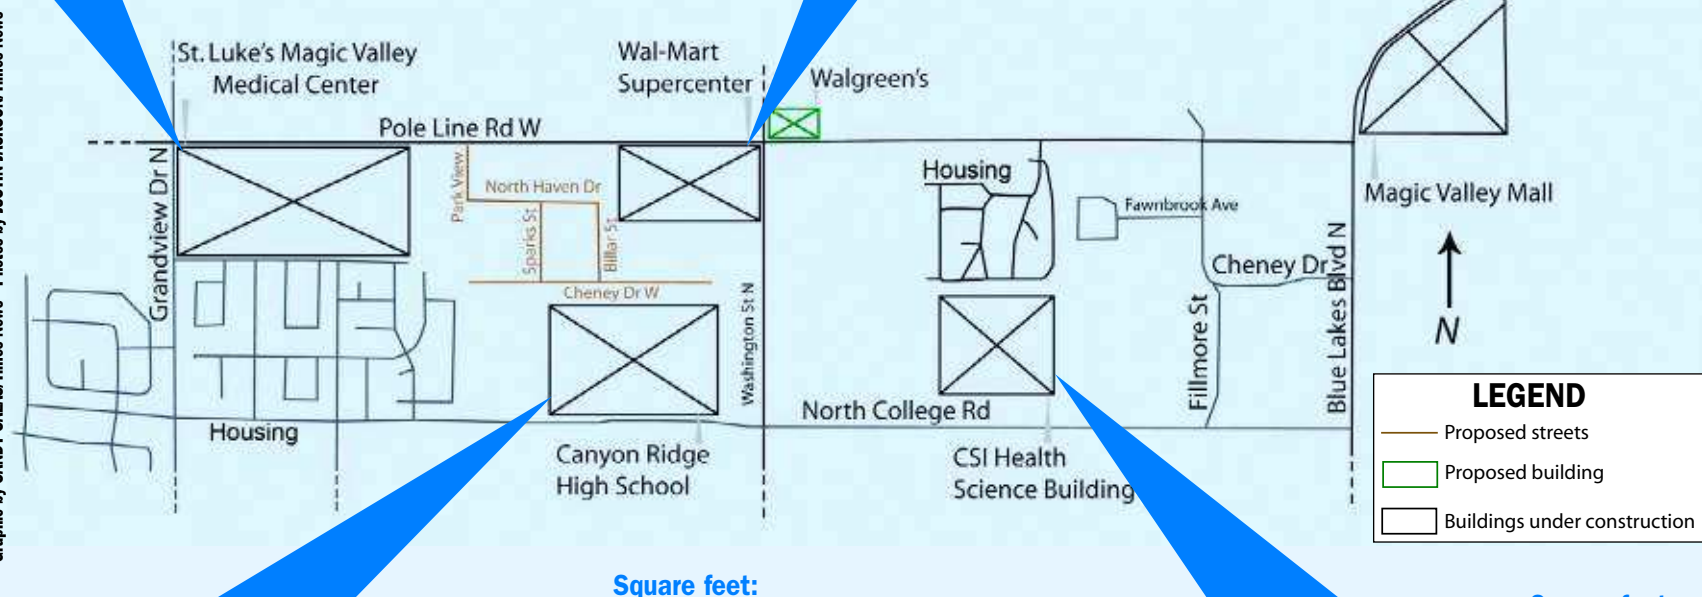 St. Luke's Magic Valley
Medical Center
Wal-Mart
Supercenter
Walgreen's
Pole Line Rd W
Grandview Dr N
Park View
North Haven Dr
Sparks St
Billar St
Cheney Dr W
Washington St N
Housing
Fawnbrook Ave
Cheney Dr
Fillmore St
Blue Lakes Blvd N
Magic Valley Mall
N
North College Rd
Housing
Canyon Ridge
High School
CSI Health
Science Building
LEGEND
Proposed streets
Proposed building
Buildings under construction
Square feet: